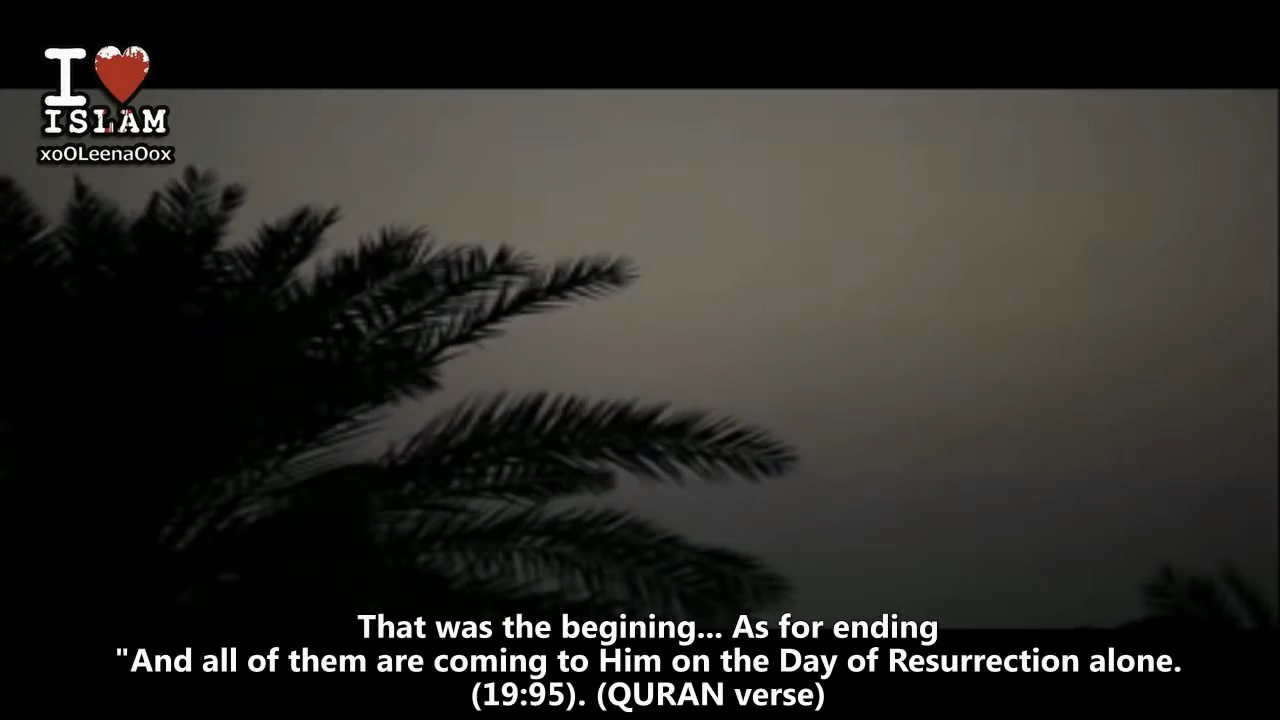 I
ISLAM
xoOLeenaOox
That was the begining... As for ending
"And all of them are coming to Him on the Day of Resurrection alone.
(19:95). (QURAN verse)